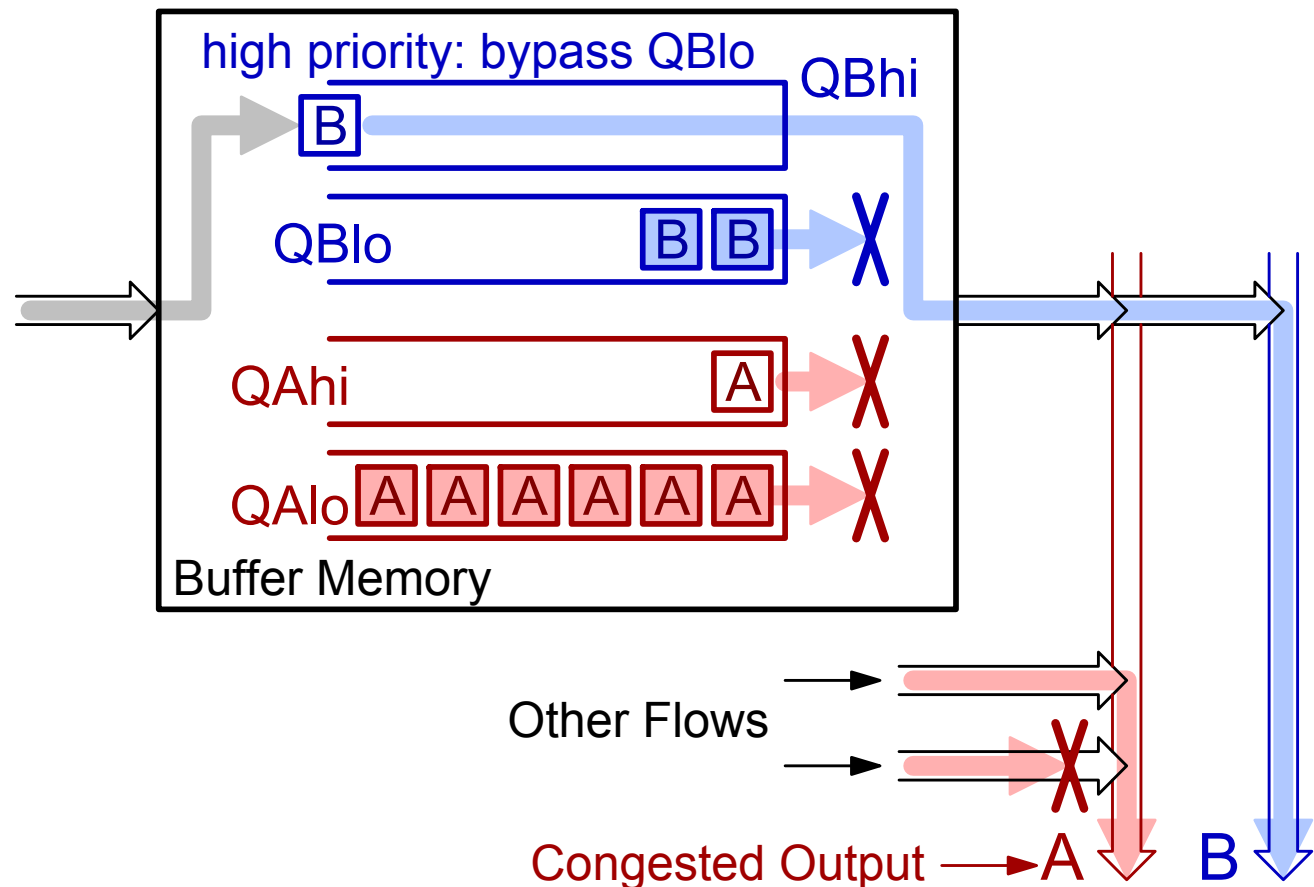 high priority: bypass QBlo
QBhi
B
QBlo
B B
QAhi
A
QAlo
A A A A A A
Buffer Memory
Other Flows
Congested Output
A
B